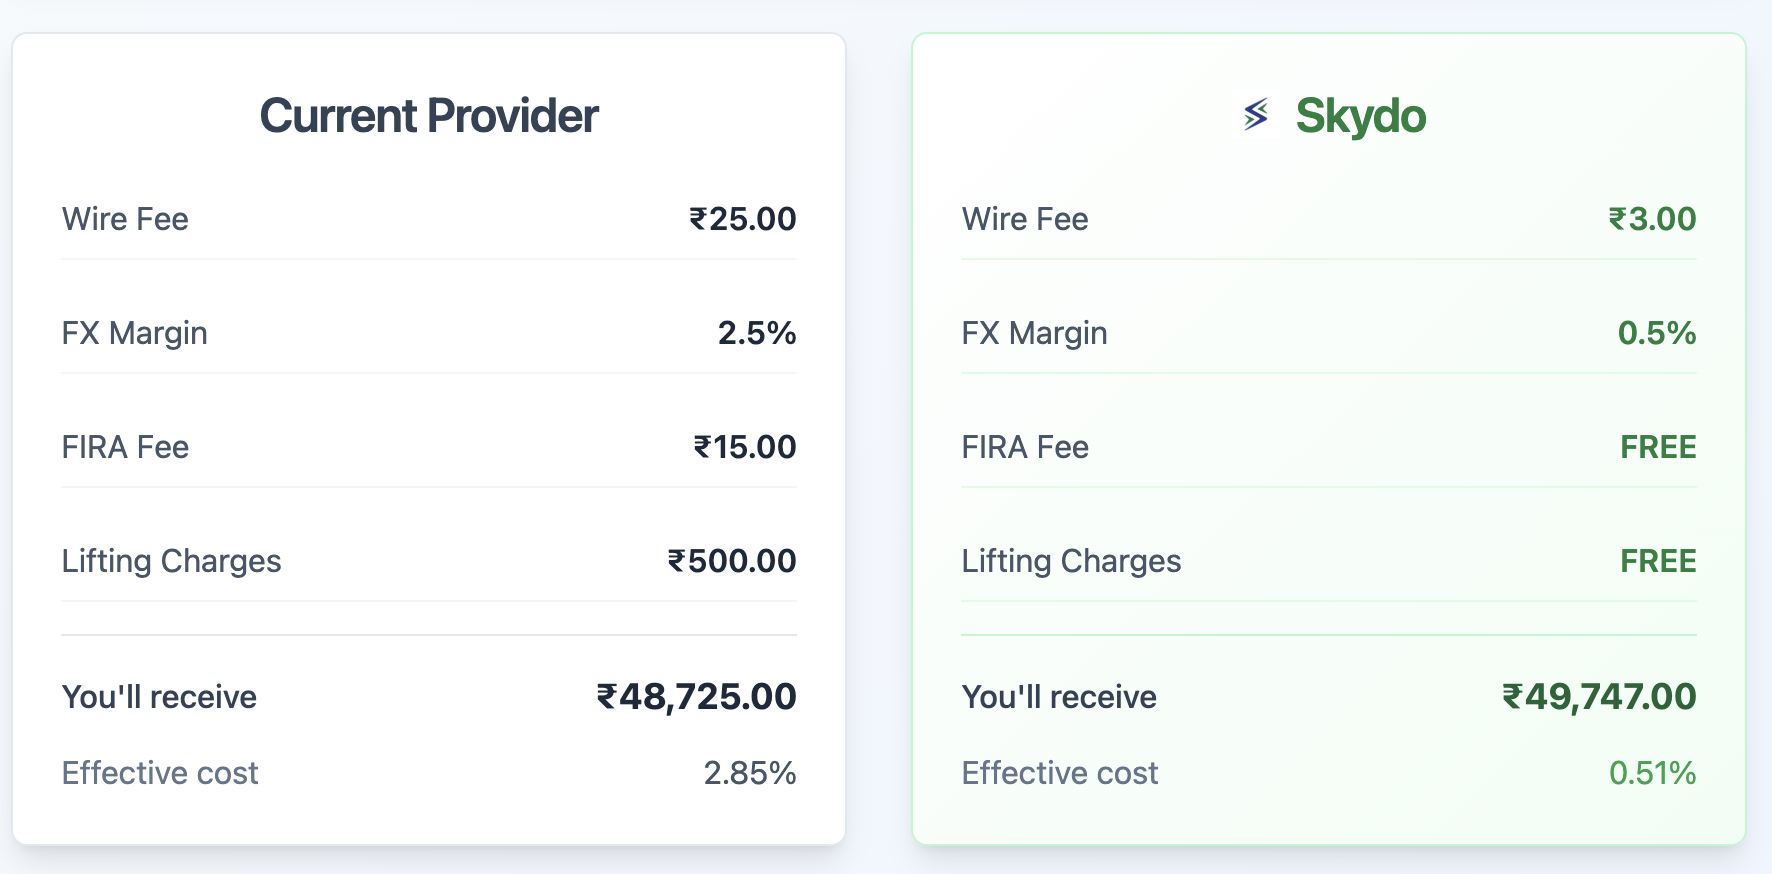 Current Provider
Wire Fee ₹25.00
FX Margin 2.5%
FIRA Fee ₹15.00
Lifting Charges ₹500.00
You'll receive ₹48,725.00
Effective cost 2.85%
Skydo
Wire Fee ₹3.00
FX Margin 0.5%
FIRA Fee FREE
Lifting Charges FREE
You'll receive ₹49,747.00
Effective cost 0.51%